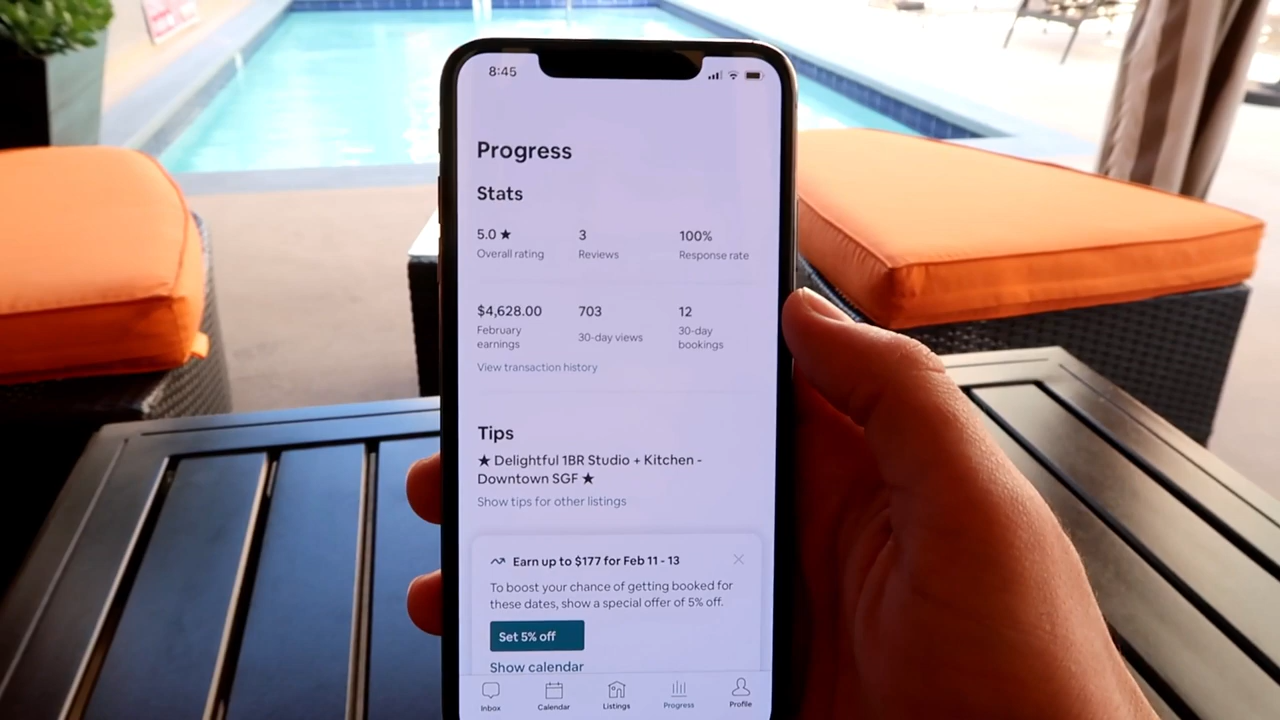 8:45
Progress
Stats
5.0 ★ 3 100%
Overall rating Reviews Response rate
$4,628.00 703 12
February earnings 30-day views 30-day bookings
View transaction history
Tips
★ Delightful 1BR Studio + Kitchen -
Downtown SGF ★
Show tips for other listings
Earn up to $177 for Feb 11 - 13
To boost your chance of getting booked for
these dates, show a special offer of 5% off.
Set 5% off
Show calendar
Inbox Calendar Listings Progress Profile